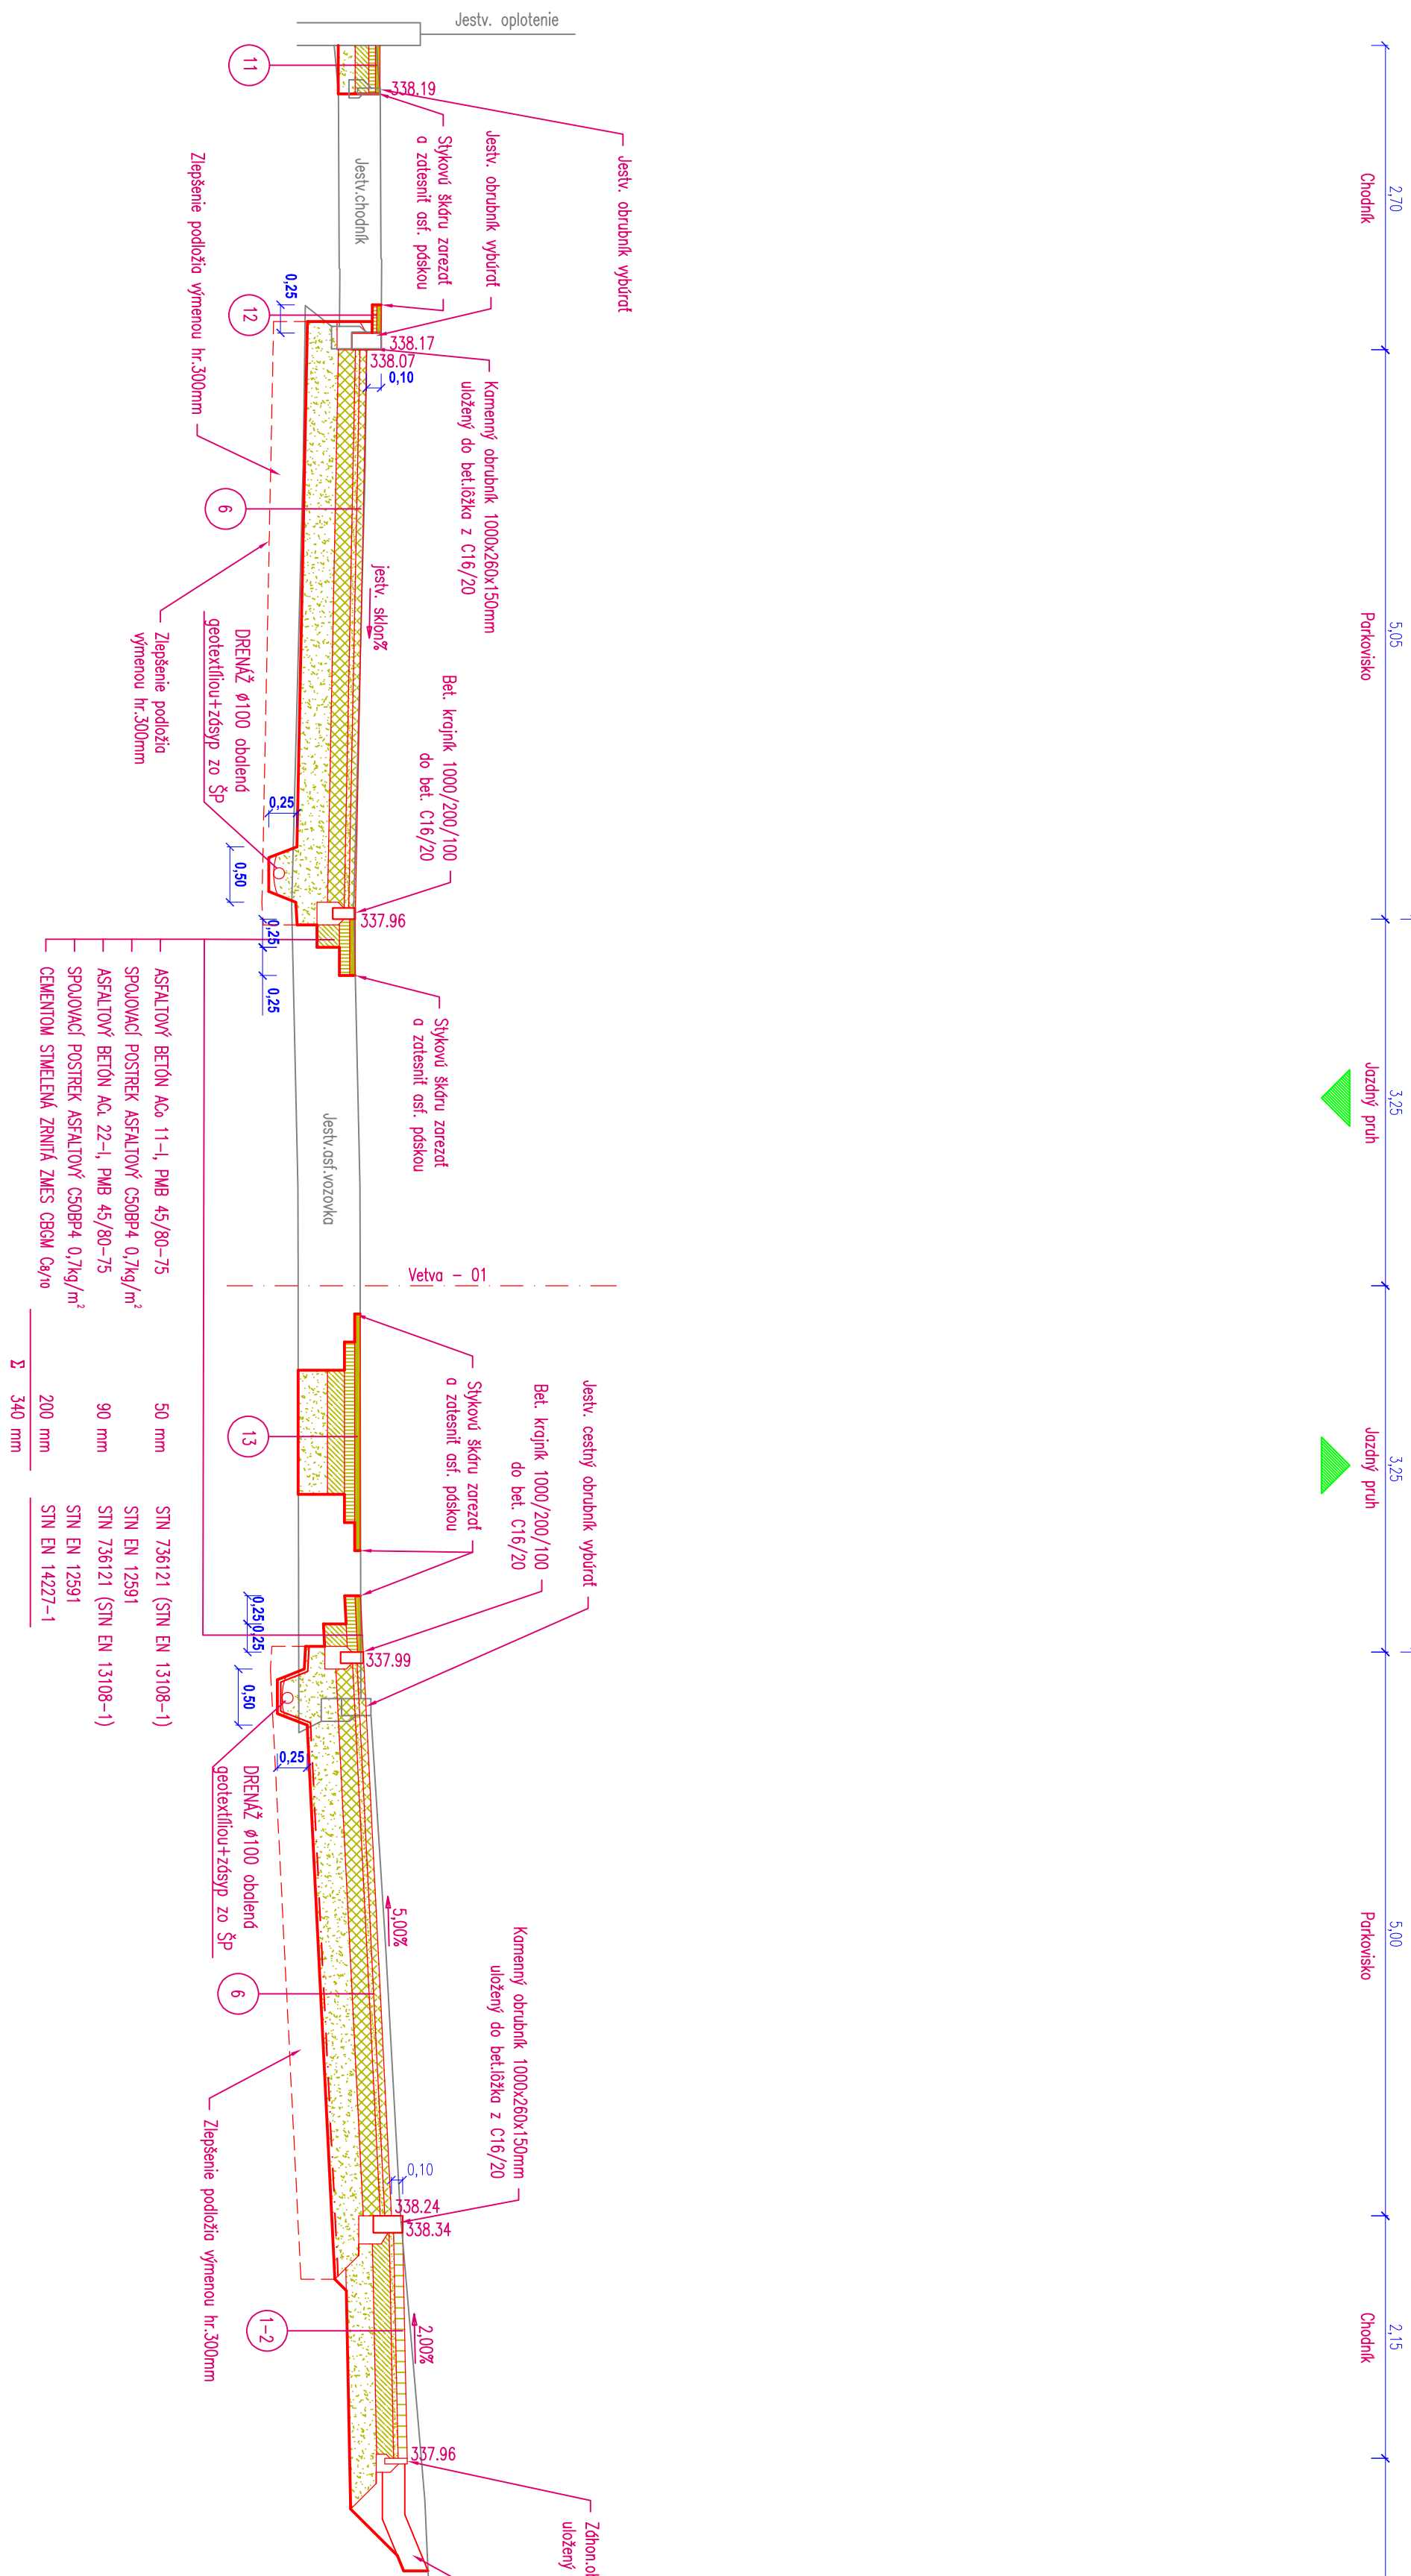 Jestv. oplotenie
2,70
Chodník
5,05
Parkovisko
3,25
Jazdný pruh
3,25
Jazdný pruh
5,00
Parkovisko
2,15
Chodník
Jestv. obrubník vybúrať
Jestv. obrubník vybúrať
Stykovú škáru zarezať
a zatesniť asf. páskou
338.19
11
Jestv.chodník
Zlepšenie podložia výmenou hr.300mm
0,25
12
338.17
338.07
0,10
Kamenný obrubník 1000x260x150mm
uložený do bet.lôžka z C16/20
6
jestv. sklon%
Zlepšenie podložia
výmenou hr.300mm
DRENÁŽ ø100 obalená
geotextíliou+zásyp zo ŠP
Bet. krajník 1000/200/100
do bet. C16/20
0,25
0,50
337.96
0,25
0,25
Stykovú škáru zarezať
a zatesniť asf. páskou
Jestv.asf.vozovka
Vetva - 01
ASFALTOVÝ BETÓN ACo 11-I, PMB 45/80-75 50 mm STN 736121 (STN EN 13108-1)
SPOJOVACÍ POSTREK ASFALTOVÝ C50BP4 0,7kg/m² STN EN 12591
ASFALTOVÝ BETÓN ACL 22-I, PMB 45/80-75 90 mm STN 736121 (STN EN 13108-1)
SPOJOVACÍ POSTREK ASFALTOVÝ C50BP4 0,7kg/m² STN EN 12591
CEMENTOM STMELENÁ ZRNITÁ ZMES CBGM C8/10 200 mm STN EN 14227-1
Σ 340 mm
13
Stykovú škáru zarezať
a zatesniť asf. páskou
Jestv. cestný obrubník vybúrať
Bet. krajník 1000/200/100
do bet. C16/20
0,25
0,25
337.99
0,50
0,25
DRENÁŽ ø100 obalená
geotextíliou+zásyp zo ŠP
5,00%
6
Kamenný obrubník 1000x260x150mm
uložený do bet.lôžka z C16/20
Zlepšenie podložia výmenou hr.300mm
0,10
338.24
338.34
1-2
2,00%
337.96
uložený